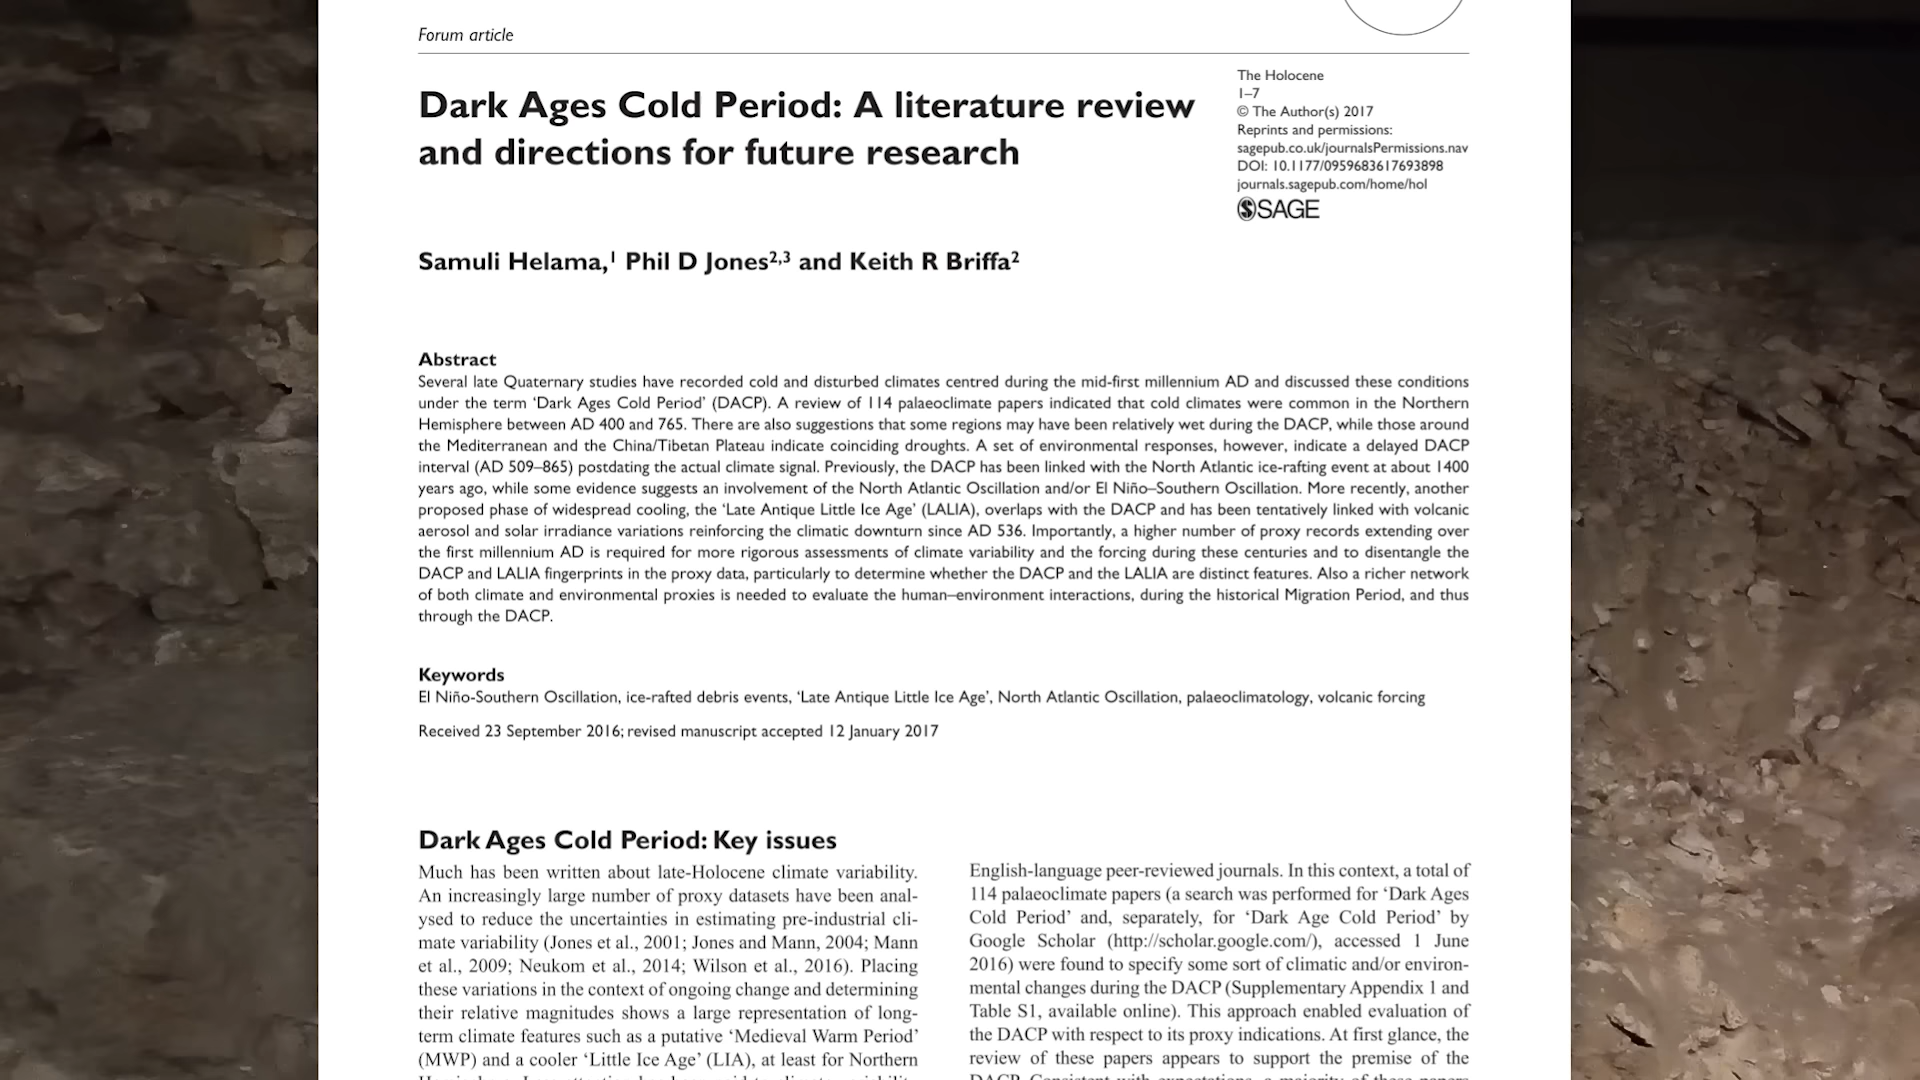 Forum article
The Holocene
1–7
© The Author(s) 2017
Reprints and permissions:
sagepub.co.uk/journalsPermissions.nav
DOI: 10.1177/0959683617693898
journals.sagepub.com/home/hol
SAGE
Dark Ages Cold Period: A literature review
and directions for future research
Samuli Helama,1 Phil D Jones2,3 and Keith R Briffa2
Abstract
Several late Quaternary studies have recorded cold and disturbed climates centred during the mid-first millennium AD and discussed these conditions
under the term ‘Dark Ages Cold Period’ (DACP). A review of 114 palaeoclimate papers indicated that cold climates were common in the Northern
Hemisphere between AD 400 and 765. There are also suggestions that some regions may have been relatively wet during the DACP, while those around
the Mediterranean and the China/Tibetan Plateau indicate coinciding droughts. A set of environmental responses, however, indicate a delayed DACP
interval (AD 509–865) postdating the actual climate signal. Previously, the DACP has been linked with the North Atlantic ice-rafting event at about 1400
years ago, while some evidence suggests an involvement of the North Atlantic Oscillation and/or El Niño–Southern Oscillation. More recently, another
proposed phase of widespread cooling, the ‘Late Antique Little Ice Age’ (LALIA), overlaps with the DACP and has been tentatively linked with volcanic
aerosol and solar irradiance variations reinforcing the climatic downturn since AD 536. Importantly, a higher number of proxy records extending over
the first millennium AD is required for more rigorous assessments of climate variability and the forcing during these centuries and to disentangle the
DACP and LALIA fingerprints in the proxy data, particularly to determine whether the DACP and the LALIA are distinct features. Also a richer network
of both climate and environmental proxies is needed to evaluate the human–environment interactions, during the historical Migration Period, and thus
through the DACP.
Keywords
El Niño-Southern Oscillation, ice-rafted debris events, ‘Late Antique Little Ice Age’, North Atlantic Oscillation, palaeoclimatology, volcanic forcing
Received 23 September 2016; revised manuscript accepted 12 January 2017
Dark Ages Cold Period: Key issues
Much has been written about late-Holocene climate variability.
An increasingly large number of proxy datasets have been anal-
ysed to reduce the uncertainties in estimating pre-industrial cli-
mate variability (Jones et al., 2001; Jones and Mann, 2004; Mann
et al., 2009; Neukom et al., 2014; Wilson et al., 2016). Placing
these variations in the context of ongoing change and determining
their relative magnitudes shows a large representation of long-
term climate features such as a putative ‘Medieval Warm Period’
(MWP) and a cooler ‘Little Ice Age’ (LIA), at least for Northern
English-language peer-reviewed journals. In this context, a total of
114 palaeoclimate papers (a search was performed for ‘Dark Ages
Cold Period’ and, separately, for ‘Dark Age Cold Period’ by
Google Scholar (http://scholar.google.com/), accessed 1 June
2016) were found to specify some sort of climatic and/or environ-
mental changes during the DACP (Supplementary Appendix 1 and
Table S1, available online). This approach enabled evaluation of
the DACP with respect to its proxy indications. At first glance, the
review of these papers appears to support the premise of the